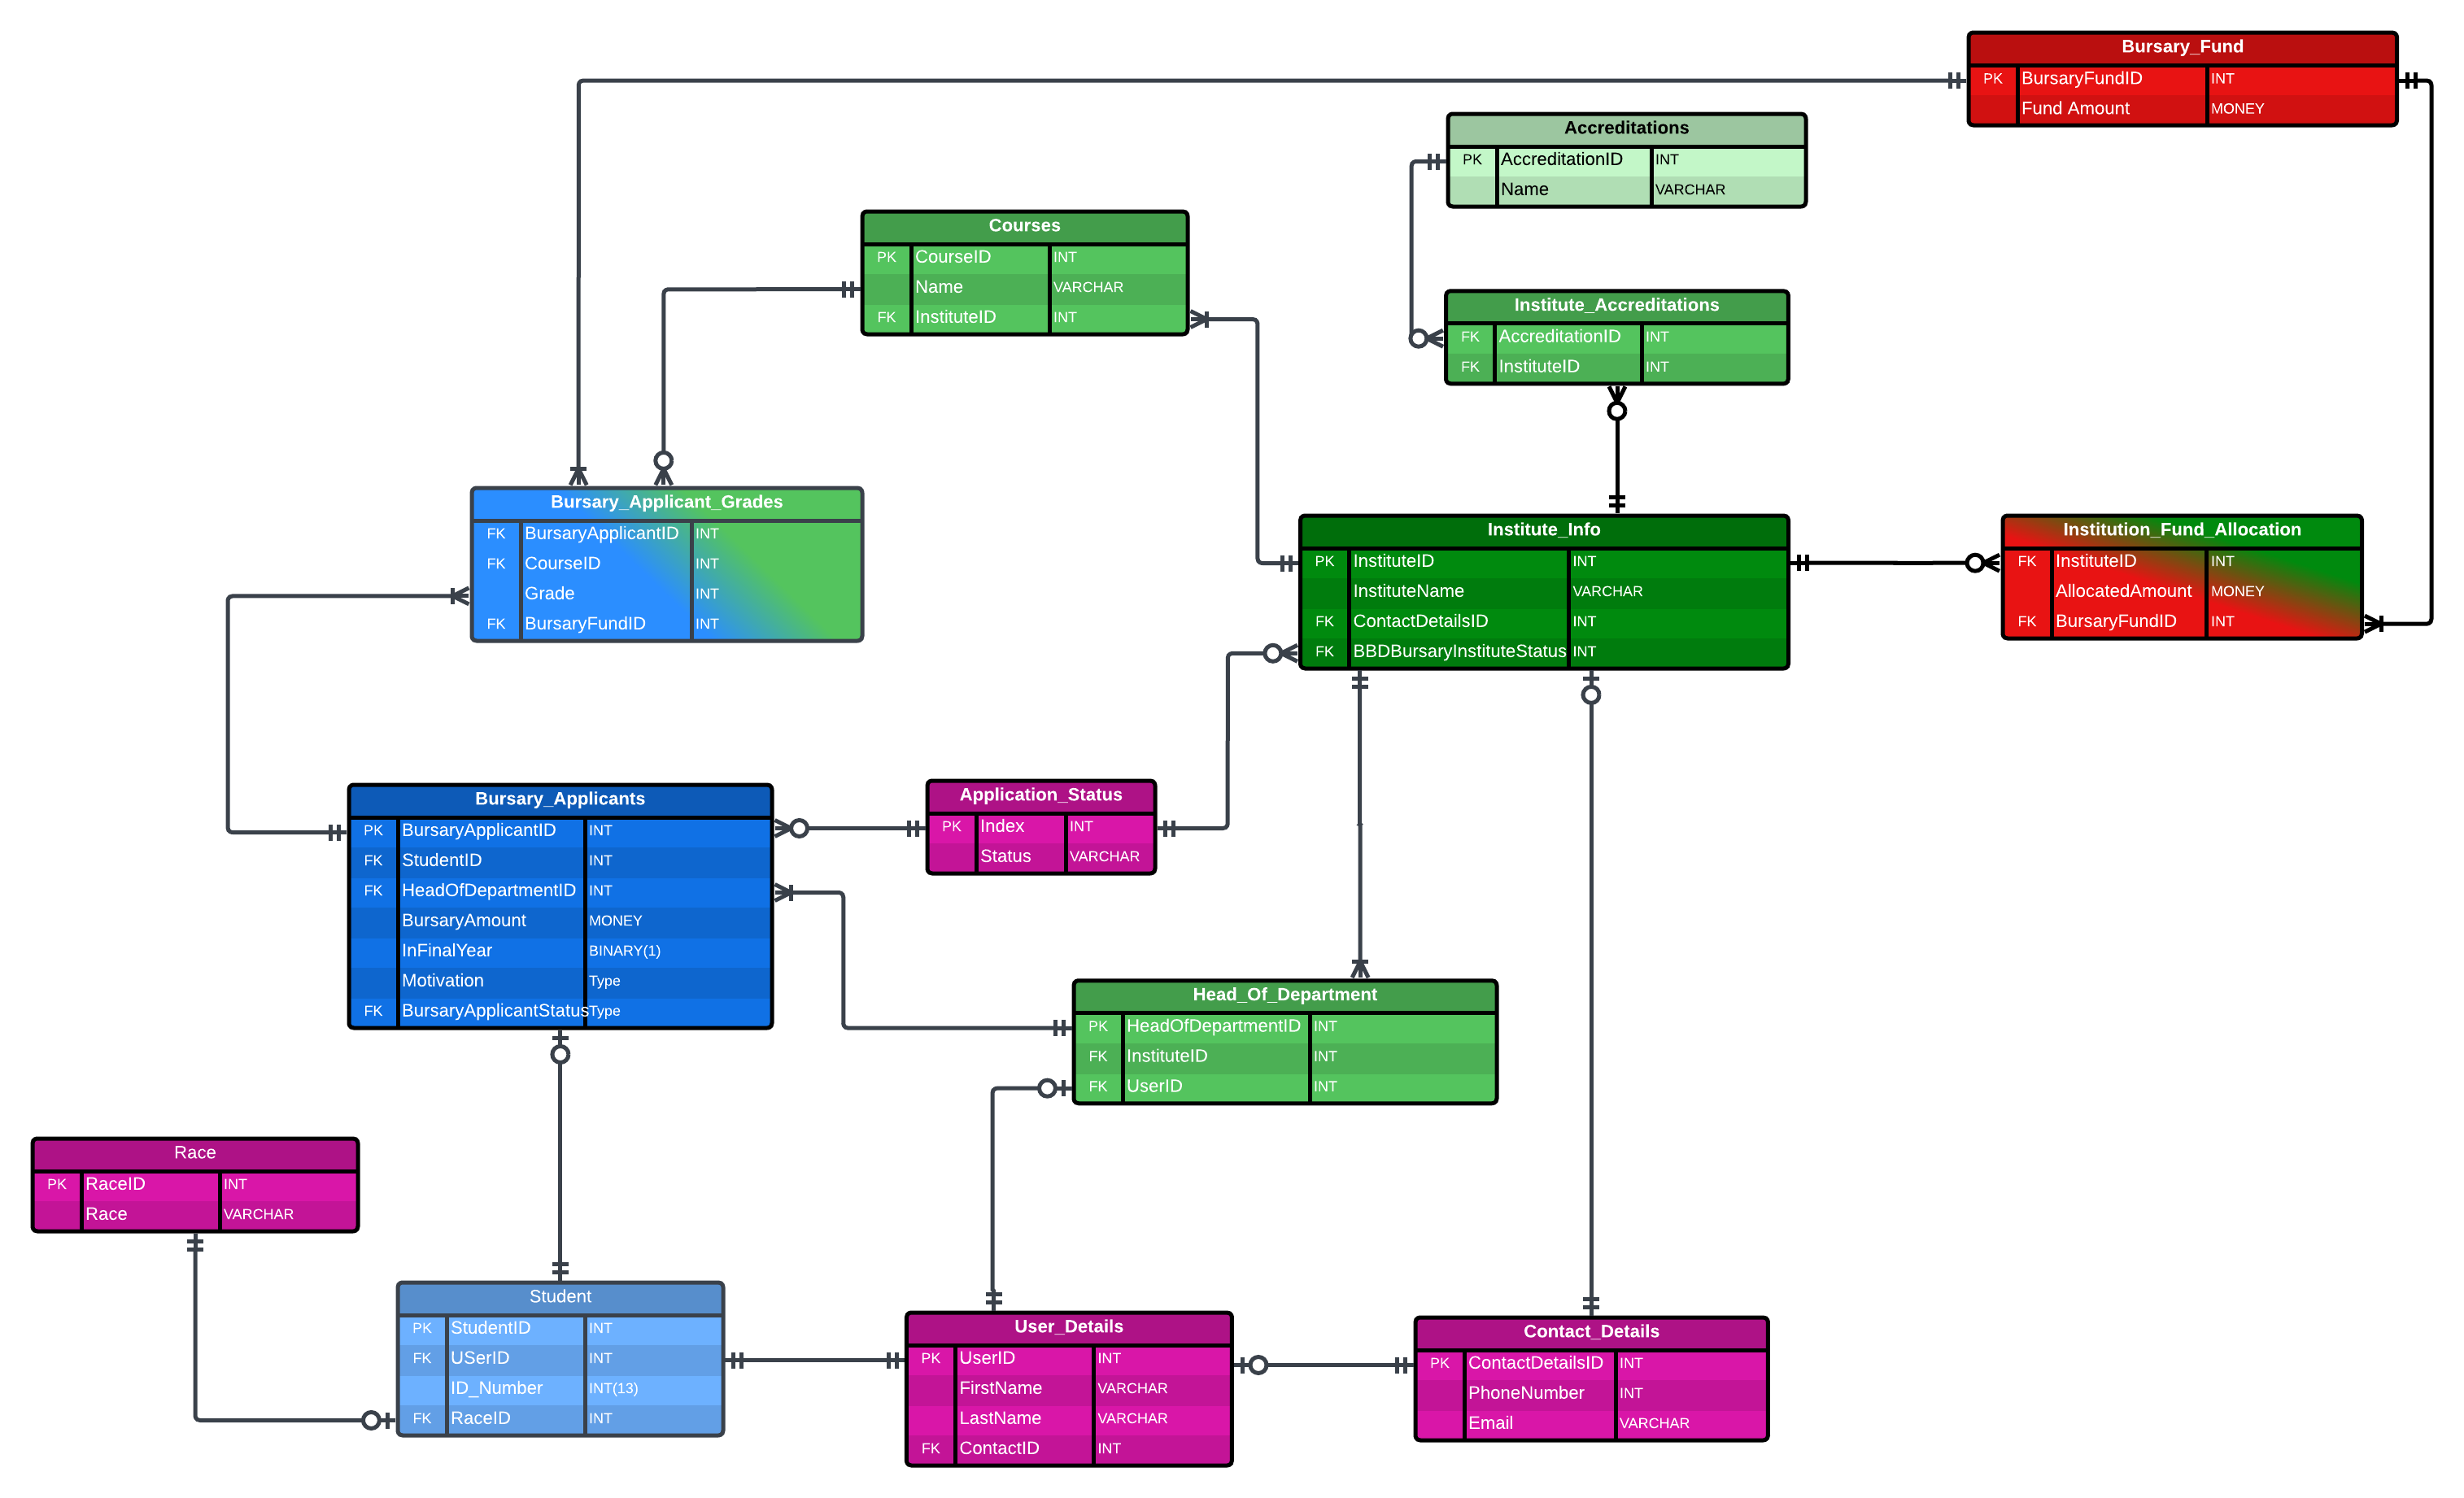 Bursary_Fund
PK BursaryFundID INT
Fund Amount MONEY
Accreditations
PK AccreditationID INT
Name VARCHAR
Courses
PK CourseID INT
Name VARCHAR
FK InstituteID INT
Institute_Accreditations
FK AccreditationID INT
FK InstituteID INT
Bursary_Applicant_Grades
FK BursaryApplicantID INT
FK CourseID INT
Grade INT
FK BursaryFundID INT
Institute_Info
PK InstituteID INT
InstituteName VARCHAR
FK ContactDetailsID INT
FK BBDBursaryInstituteStatus INT
Institution_Fund_Allocation
FK InstituteID INT
AllocatedAmount MONEY
FK BursaryFundID INT
Bursary_Applicants
PK BursaryApplicantID INT
FK StudentID INT
FK HeadOfDepartmentID INT
BursaryAmount MONEY
InFinalYear BINARY(1)
Motivation Type
FK BursaryApplicantStatus Type
Application_Status
PK Index INT
Status VARCHAR
Head_Of_Department
PK HeadOfDepartmentID INT
FK InstituteID INT
FK UserID INT
Race
PK RaceID INT
Race VARCHAR
Student
PK StudentID INT
FK USerID INT
ID_Number INT(13)
FK RaceID INT
User_Details
PK UserID INT
FirstName VARCHAR
LastName VARCHAR
FK ContactID INT
Contact_Details
PK ContactDetailsID INT
PhoneNumber INT
Email VARCHAR